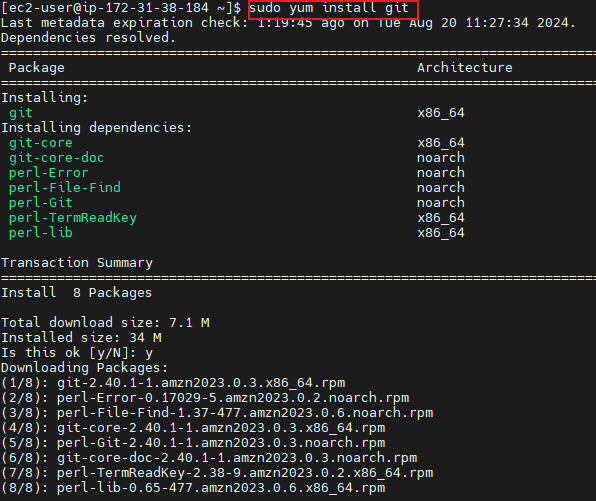 [ec2-user@ip-172-31-38-184 ~]$ sudo yum install git
Last metadata expiration check: 1:19:45 ago on Tue Aug 20 11:27:34 2024.
Dependencies resolved.
================================================================================
Package Architecture
================================================================================
Installing:
git x86_64
Installing dependencies:
git-core x86_64
git-core-doc noarch
perl-Error noarch
perl-File-Find noarch
perl-Git noarch
perl-TermReadKey x86_64
perl-lib x86_64

Transaction Summary
================================================================================
Install  8 Packages

Total download size: 7.1 M
Installed size: 34 M
Is this ok [y/N]: y
Downloading Packages:
(1/8): git-2.40.1-1.amzn2023.0.3.x86_64.rpm
(2/8): perl-Error-0.17029-5.amzn2023.0.2.noarch.rpm
(3/8): perl-File-Find-1.37-477.amzn2023.0.6.noarch.rpm
(4/8): git-core-2.40.1-1.amzn2023.0.3.x86_64.rpm
(5/8): perl-Git-2.40.1-1.amzn2023.0.3.noarch.rpm
(6/8): git-core-doc-2.40.1-1.amzn2023.0.3.noarch.rpm
(7/8): perl-TermReadKey-2.38-9.amzn2023.0.2.x86_64.rpm
(8/8): perl-lib-0.65-477.amzn2023.0.6.x86_64.rpm